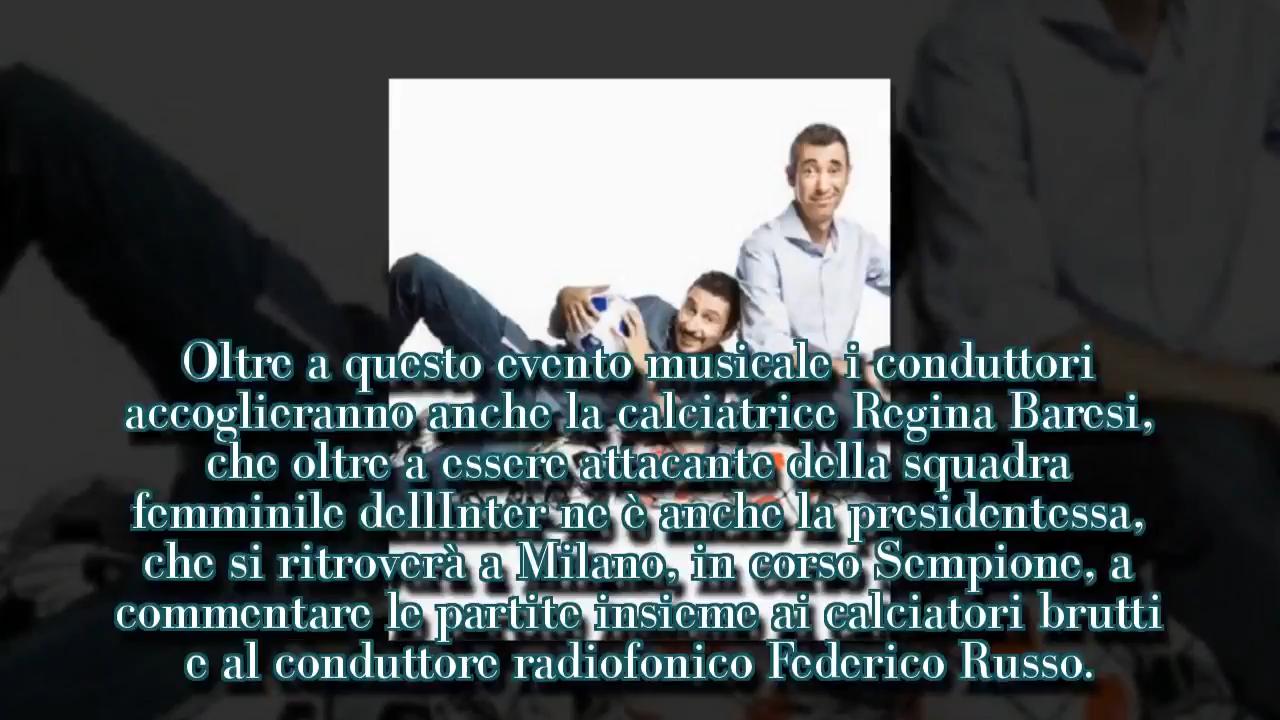 Oltre a questo evento musicale i conduttori
accoglieranno anche la calciatrice Regina Baresi,
che oltre a essere attacante della squadra
femminile dellInter ne è anche la presidentessa,
che si ritroverà a Milano, in corso Sempione, a
commentare le partite insieme ai calciatori brutti
e al conduttore radiofonico Federico Russo.